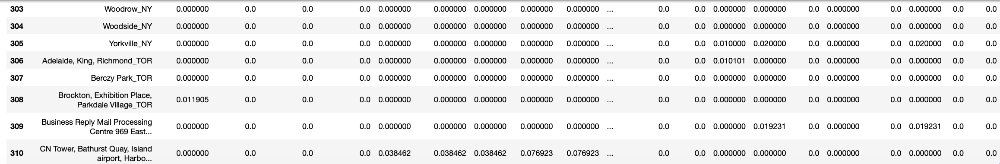 303 Woodrow_NY 0.000000 0.0 0.0 0.0 0.000000 0.000000 0.000000 0.000000 0.000000 ... 0.0 0.0 0.000000 0.000000 0.0 0.000000 0.0 0.000000 0.0 0.0
304 Woodside_NY 0.000000 0.0 0.0 0.0 0.000000 0.000000 0.000000 0.000000 0.000000 ... 0.0 0.0 0.000000 0.000000 0.0 0.000000 0.0 0.000000 0.0 0.0
305 Yorkville_NY 0.000000 0.0 0.0 0.0 0.000000 0.000000 0.000000 0.000000 0.000000 ... 0.0 0.0 0.010000 0.020000 0.0 0.000000 0.0 0.020000 0.0 0.0
306 Adelaide, King, Richmond_TOR 0.000000 0.0 0.0 0.0 0.000000 0.000000 0.000000 0.000000 0.000000 ... 0.0 0.0 0.010101 0.000000 0.0 0.000000 0.0 0.000000 0.0 0.0
307 Berczy Park_TOR 0.000000 0.0 0.0 0.0 0.000000 0.000000 0.000000 0.000000 0.000000 ... 0.0 0.0 0.000000 0.000000 0.0 0.000000 0.0 0.000000 0.0 0.0
308 Brockton, Exhibition Place,
Parkdale Village_TOR 0.011905 0.0 0.0 0.0 0.000000 0.000000 0.000000 0.000000 0.000000 ... 0.0 0.0 0.000000 0.000000 0.0 0.000000 0.0 0.000000 0.0 0.0
309 Business Reply Mail Processing
Centre 969 East... 0.000000 0.0 0.0 0.0 0.000000 0.000000 0.000000 0.000000 0.000000 ... 0.0 0.0 0.000000 0.019231 0.0 0.000000 0.0 0.019231 0.0 0.0
310 CN Tower, Bathurst Quay, Island
airport, Harbo... 0.000000 0.0 0.0 0.0 0.038462 0.038462 0.038462 0.076923 0.076923 ... 0.0 0.0 0.000000 0.000000 0.0 0.000000 0.0 0.000000 0.0 0.0